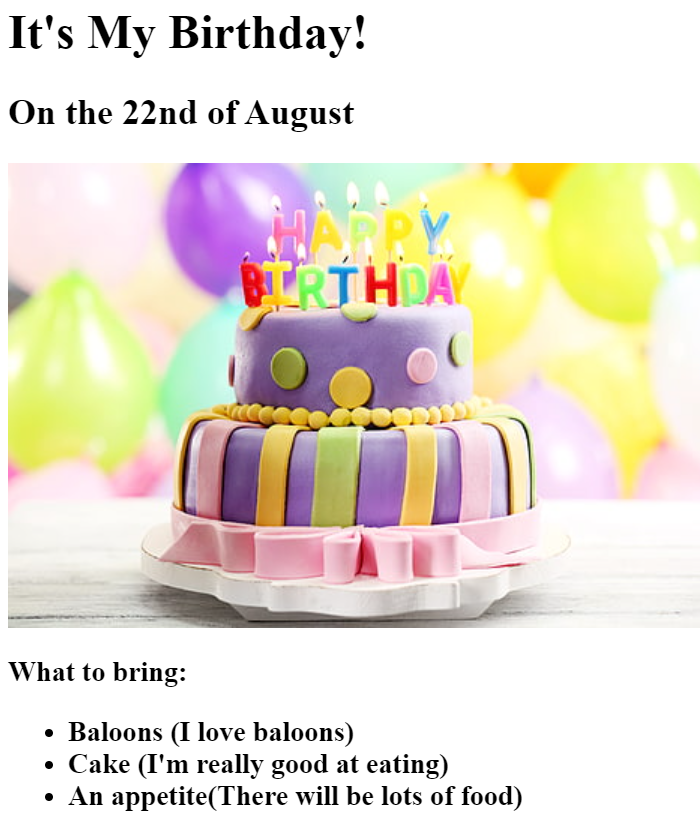 It's My Birthday!
On the 22nd of August
HAPPY
BIRTHDAY
What to bring:
Baloons (I love baloons)
Cake (I'm really good at eating)
An appetite(There will be lots of food)